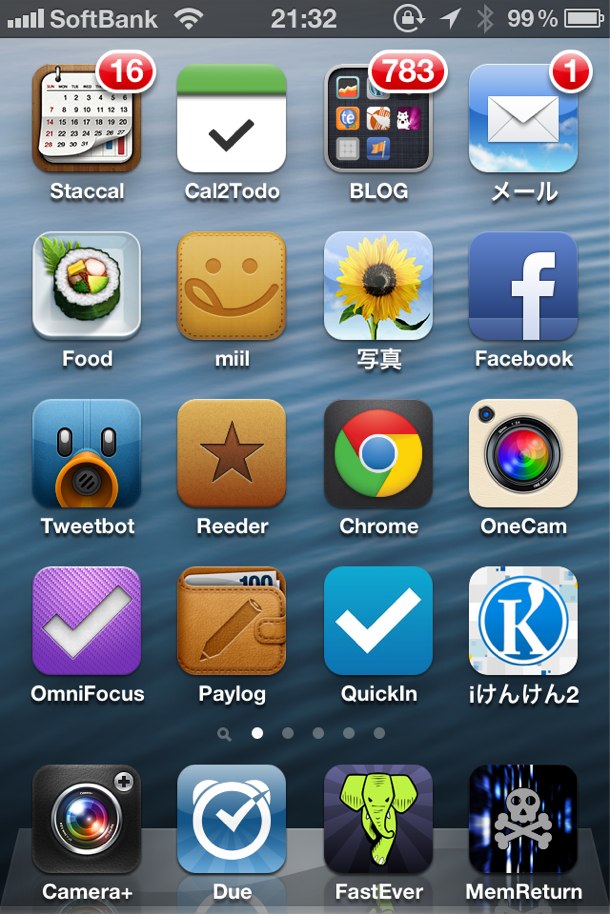 SoftBank 21:32 99%
16 783 1
Staccal Cal2Todo BLOG メール
Food miil 写真 Facebook
Tweetbot Reeder Chrome OneCam
100
K
OmniFocus Paylog QuickIn iけんけん2
Camera+ Due FastEver MemReturn